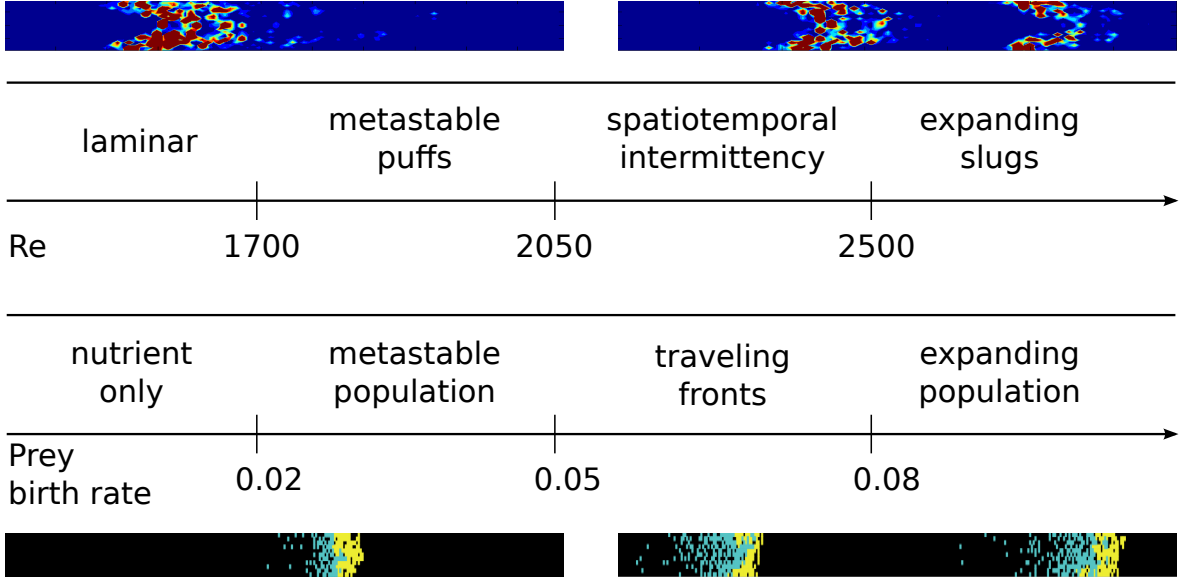 laminar
metastable
puffs
spatiotemporal
intermittency
expanding
slugs
Re
1700
2050
2500
nutrient
only
metastable
population
traveling
fronts
expanding
population
Prey
birth rate
0.02
0.05
0.08